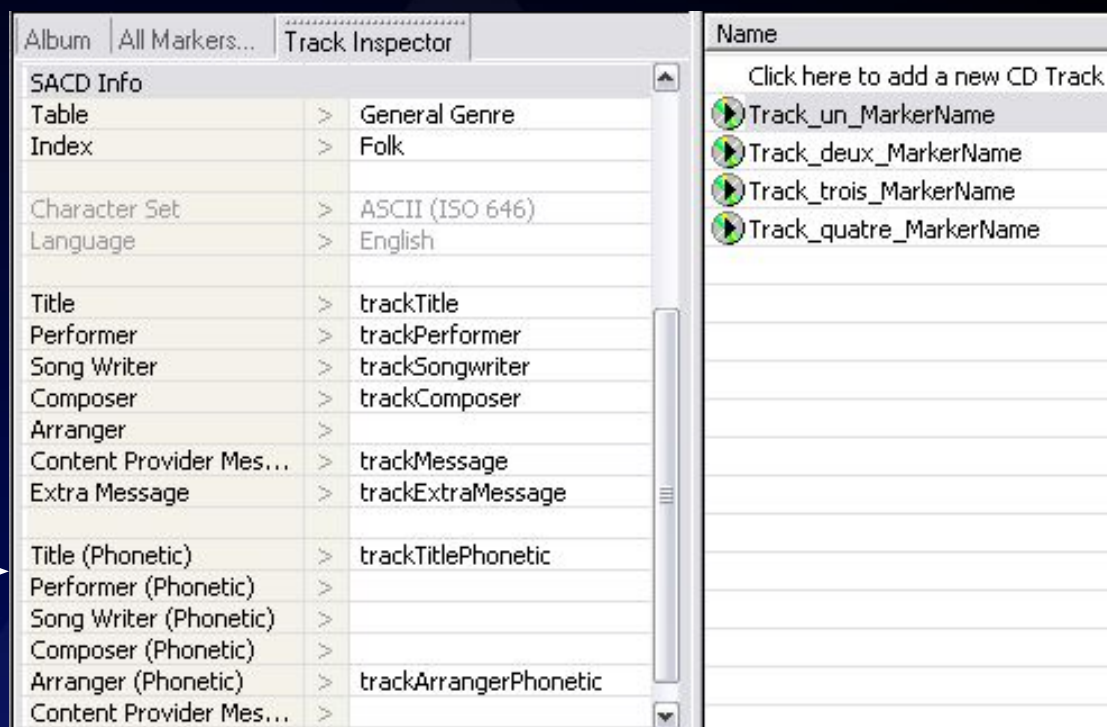 Album
All Markers...
Track Inspector
SACD Info
Table > General Genre
Index > Folk
Character Set > ASCII (ISO 646)
Language > English
Title > trackTitle
Performer > trackPerformer
Song Writer > trackSongwriter
Composer > trackComposer
Arranger >
Content Provider Mes... > trackMessage
Extra Message > trackExtraMessage
Title (Phonetic) > trackTitlePhonetic
Performer (Phonetic) >
Song Writer (Phonetic) >
Composer (Phonetic) >
Arranger (Phonetic) > trackArrangerPhonetic
Content Provider Mes... >
Name
Click here to add a new CD Track
Track_un_MarkerName
Track_deux_MarkerName
Track_trois_MarkerName
Track_quatre_MarkerName